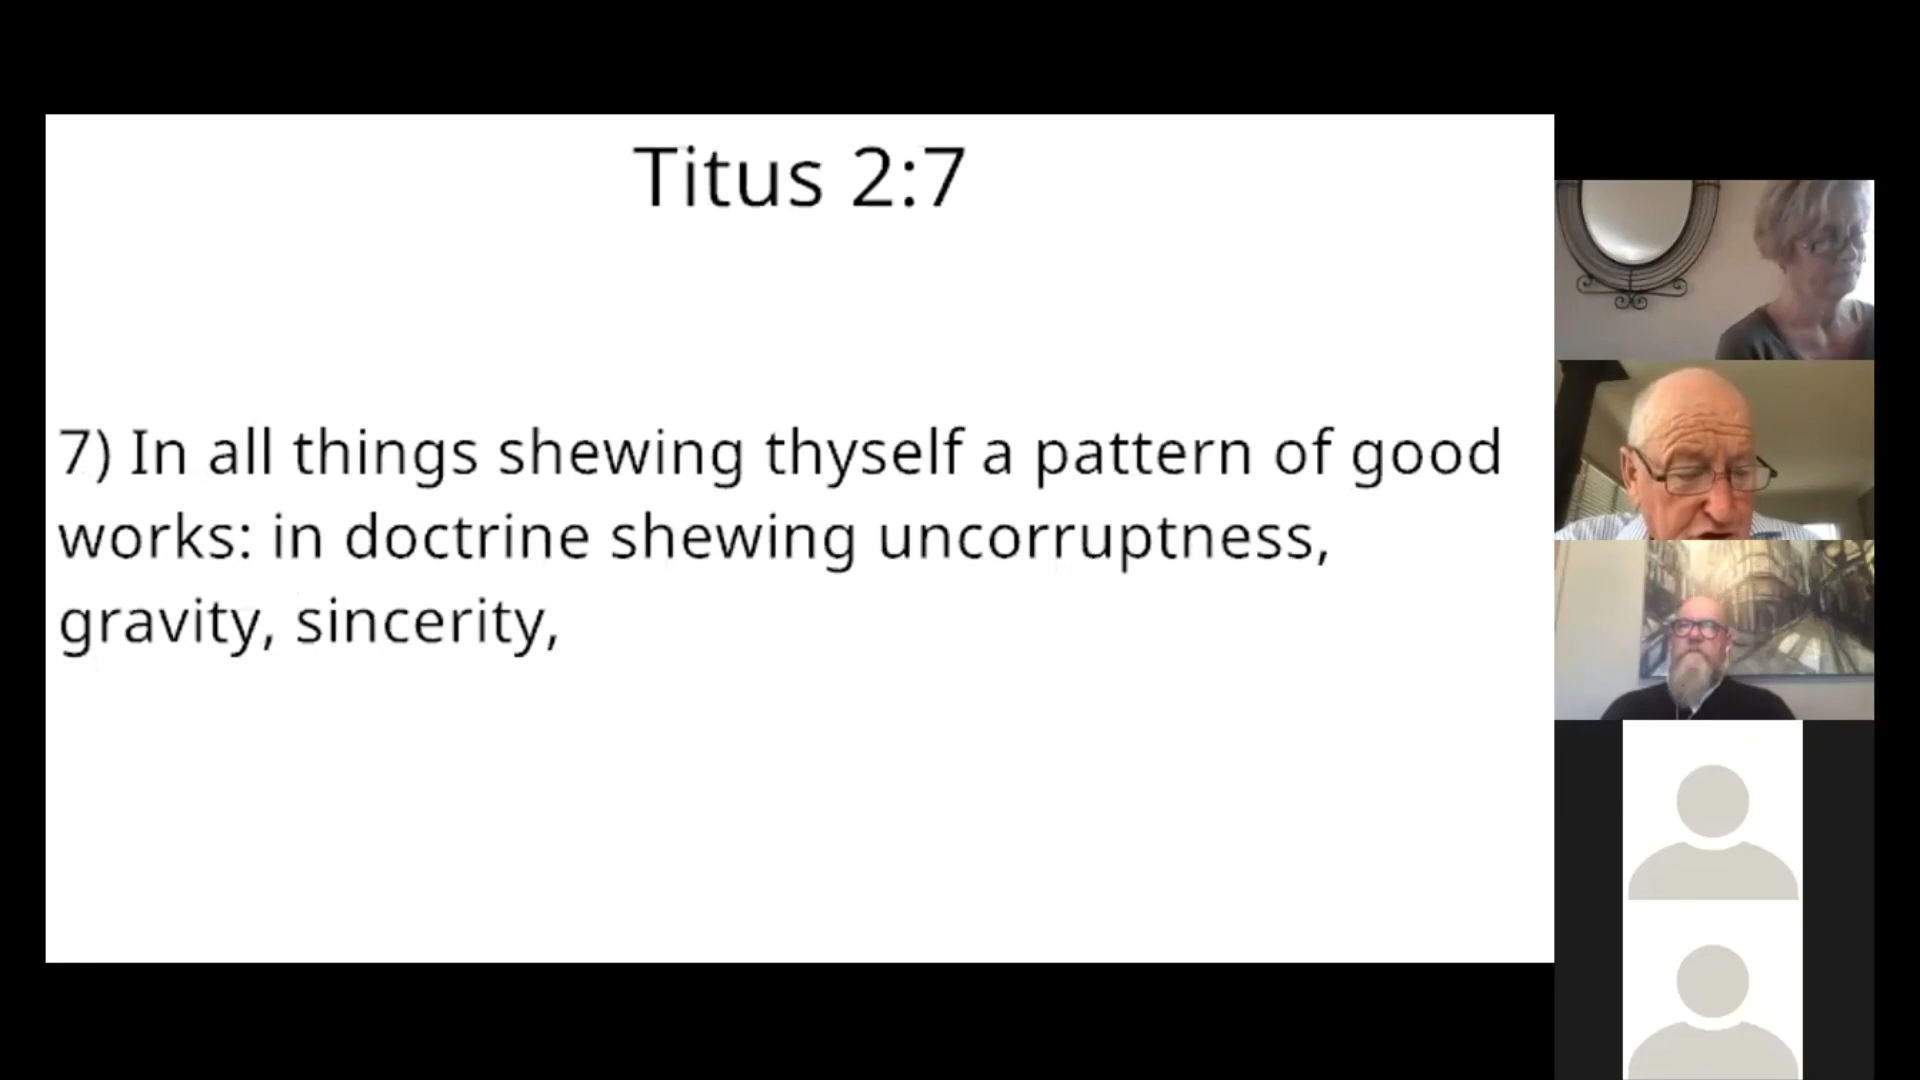 Titus 2:7
7) In all things shewing thyself a pattern of good
works: in doctrine shewing uncorruptness,
gravity, sincerity,